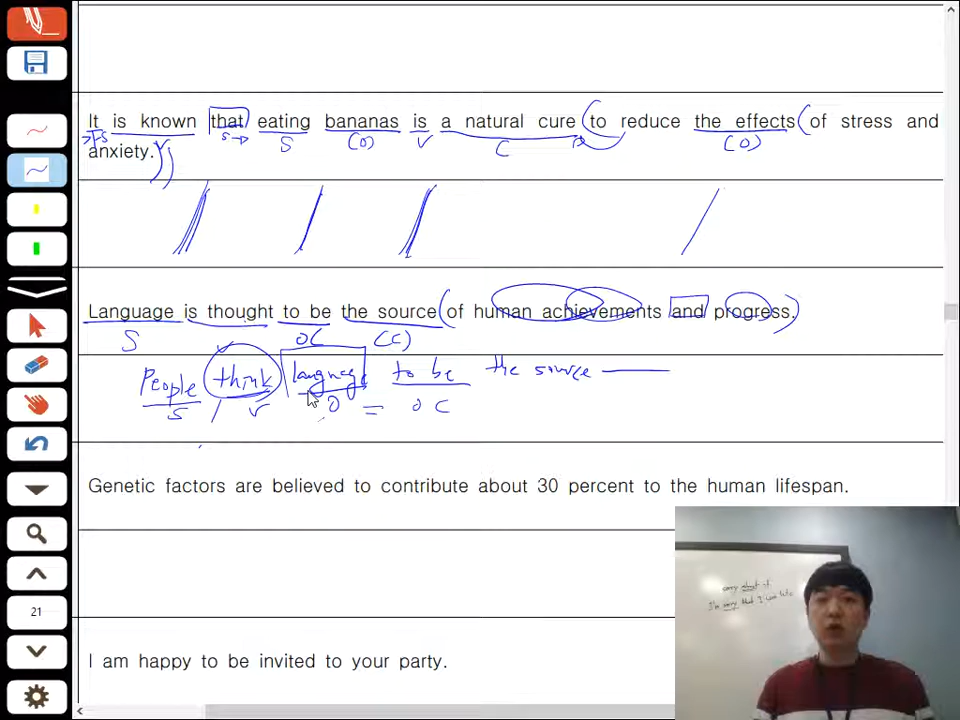 It is known that eating bananas is a natural cure to reduce the effects of stress and
S S (O) V C (O)
anxiety.
Language is thought to be the source of human achievements and progress.
S V OC (C)
People think language to be the source
S / V O = OC
Genetic factors are believed to contribute about 30 percent to the human lifespan.
I am happy to be invited to your party.
21